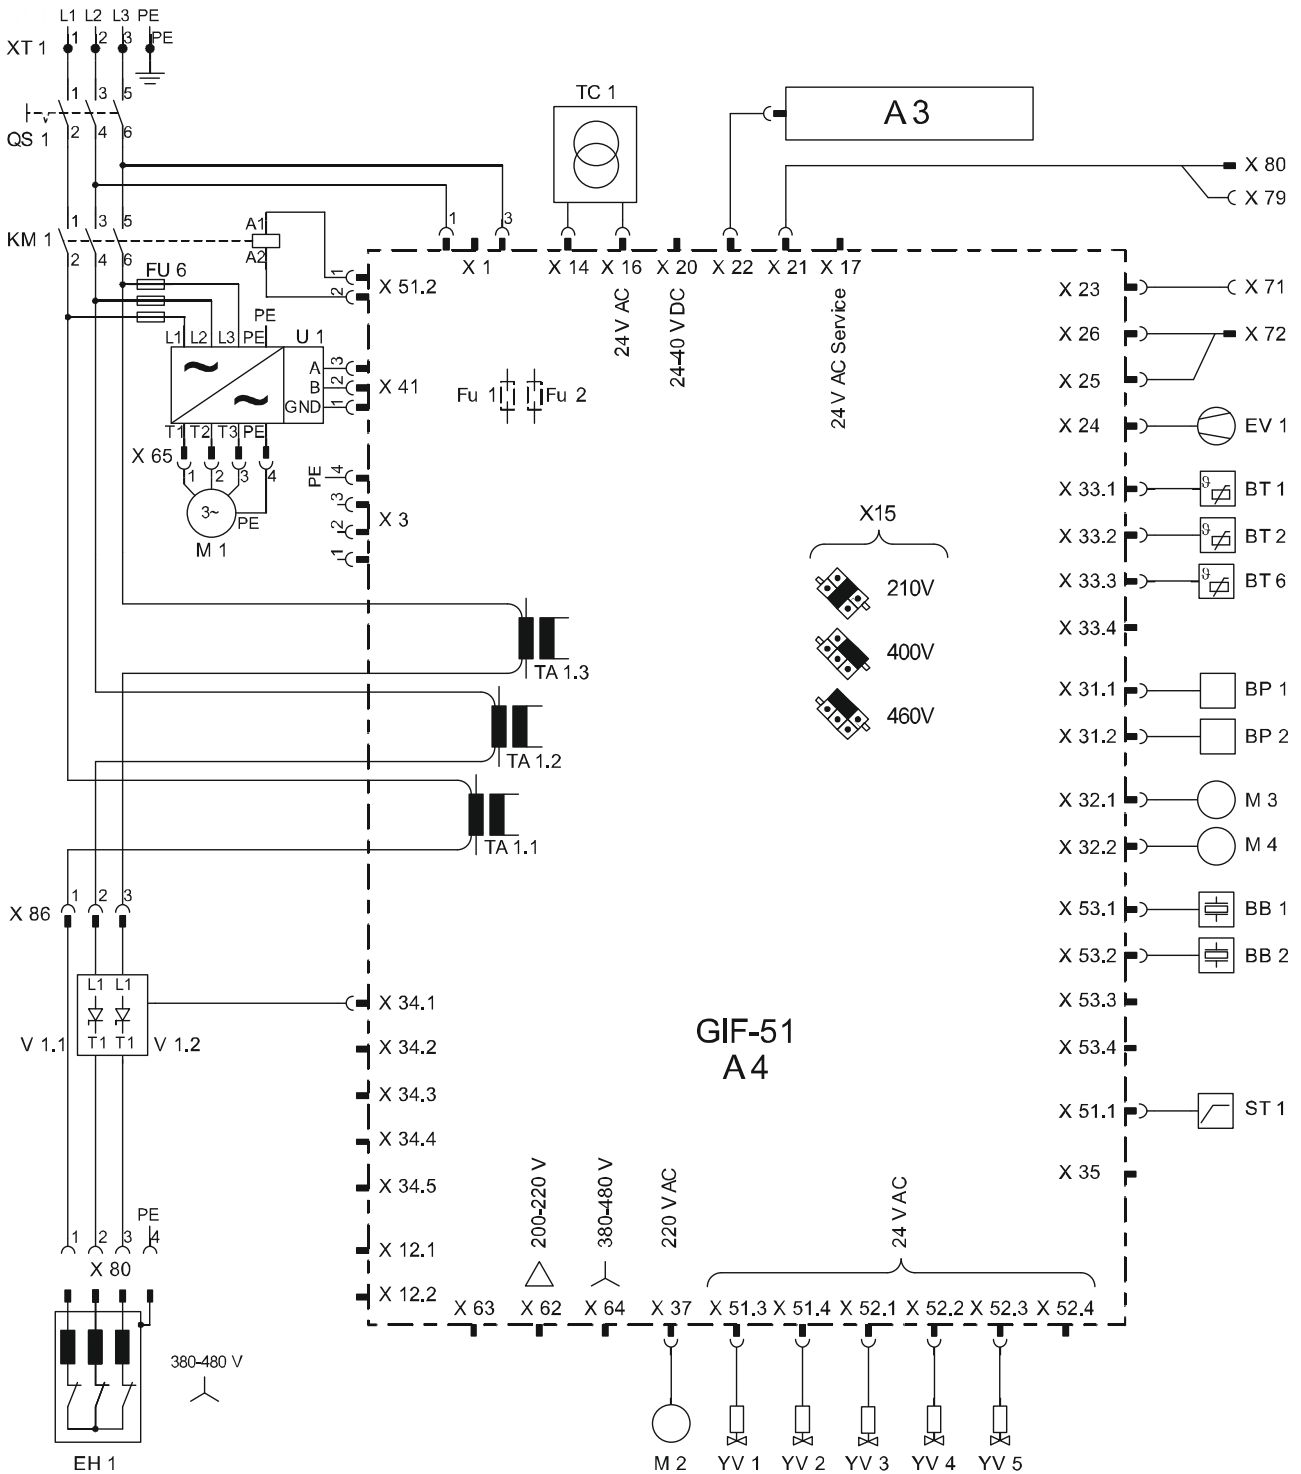 L1 L2 L3 PE
XT 1 1 2 3 PE
1 3 5
QS 1 2 4 6
TC 1
A 3
X 80
X 79
1 3 5
KM 1 2 4 6
A1
A2
1 3
X 1 X 14 X 16 X 20 X 22 X 21 X 17
24 V AC
24-40 V DC
24 V AC Service
1
2
X 51.2
FU 6
L1 L2 L3 PE
PE
U 1
A 3
B 2
GND 1
X 41
T1 T2 T3 PE
X 65
1 2 3 4
3~
PE
M 1
Fu 1 Fu 2
PE 4
3
2
1
X 3
X15
210V
400V
460V
X 23 X 71
X 26 X 72
X 25
X 24 EV 1
X 33.1 ϑ BT 1
X 33.2 ϑ BT 2
X 33.3 ϑ BT 6
X 33.4
X 31.1 BP 1
X 31.2 BP 2
X 32.1 M 3
X 32.2 M 4
X 53.1 BB 1
X 53.2 BB 2
X 53.3
X 53.4
X 51.1 ST 1
X 35
TA 1.3
TA 1.2
TA 1.1
X 86 1 2 3
L1 L1
T1 T1
V 1.1 V 1.2
X 34.1
X 34.2
X 34.3
X 34.4
X 34.5
X 12.1
X 12.2
GIF-51
A 4
200-220 V
380-480 V
220 V AC
24 V AC
X 63 X 62 X 64 X 37 X 51.3 X 51.4 X 52.1 X 52.2 X 52.3 X 52.4
M 2 YV 1 YV 2 YV 3 YV 4 YV 5
PE
1 2 3 4
X 80
380-480 V
EH 1